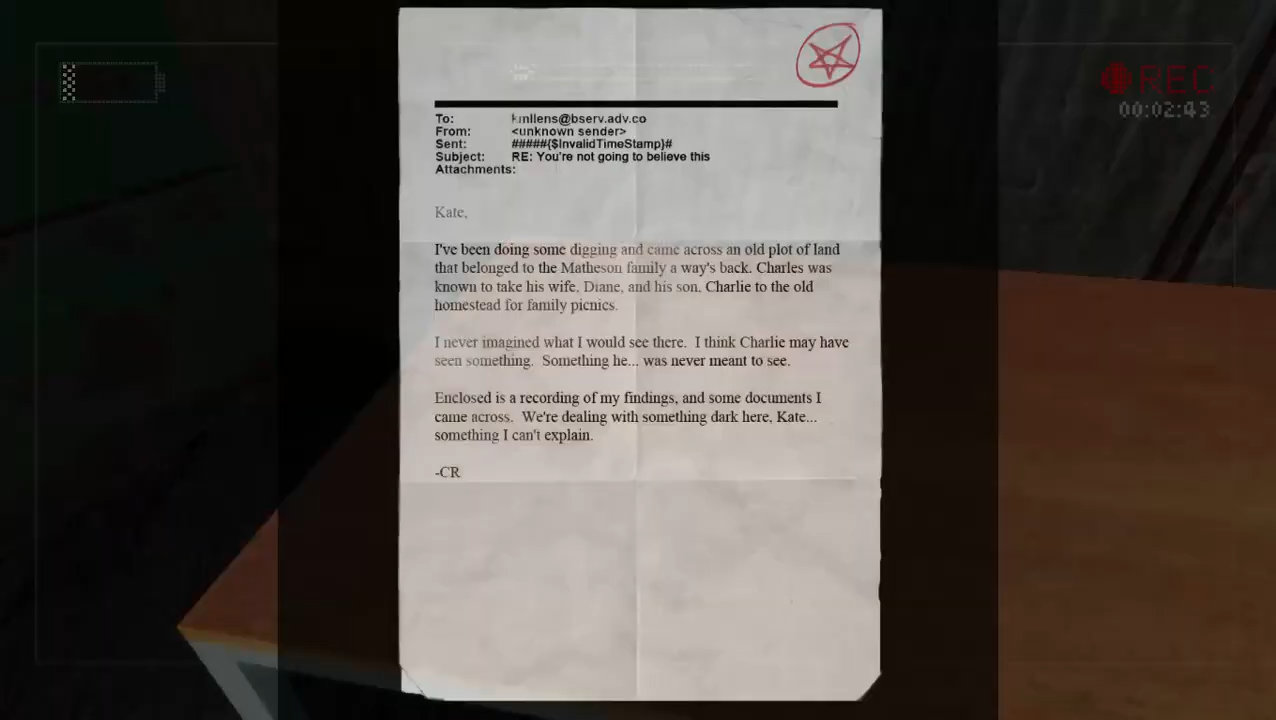 REC
00:02:43
To: kmilens@bserv.adv.co
From: <unknown sender>
Sent: #####{$InvalidTimeStamp}#
Subject: RE: You're not going to believe this
Attachments:
Kate,
I've been doing some digging and came across an old plot of land
that belonged to the Matheson family a way's back. Charles was
known to take his wife, Diane, and his son, Charlie to the old
homestead for family picnics.
I never imagined what I would see there. I think Charlie may have
seen something. Something he... was never meant to see.
Enclosed is a recording of my findings, and some documents I
came across. We're dealing with something dark here, Kate...
something I can't explain.
-CR